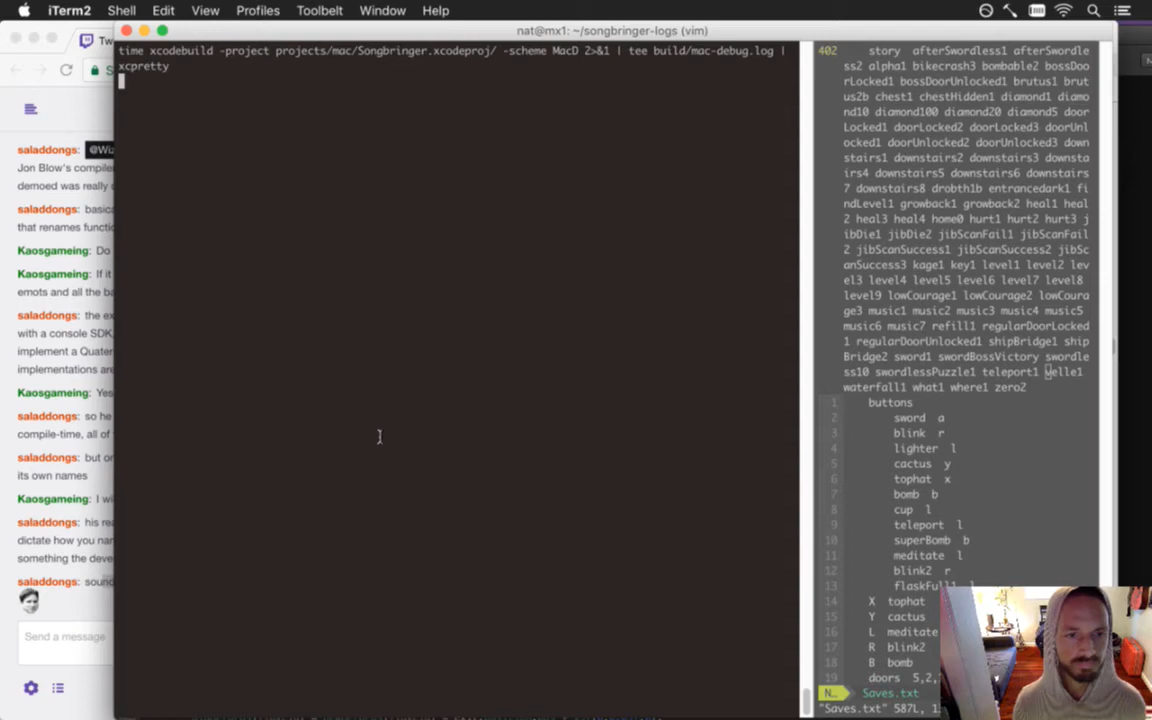 iTerm2 Shell Edit View Profiles Toolbelt Window Help
nat@mx1: ~/songbringer-logs (vim)
Tw
saladdongs: @Wiz
Jon Blow's compile
demoed was really c
saladdongs: basica
that renames functio
Kaosgameing: Do
Kaosgameing: If it
emots and all the ba
saladdongs: the ex
with a console SDK,
implement a Quater
implementations are
Kaosgameing: Yes
saladdongs: so he
compile-time, all of
saladdongs: but or
its own names
Kaosgameing: I wi
saladdongs: his rea
dictate how you nam
something the deve
saladdongs: sound
Send a message
time xcodebuild -project projects/mac/Songbringer.xcodeproj/ -scheme MacD 2>&1 | tee build/mac-debug.log |
xcpretty
402 story afterSwordless1 afterSwordle
ss2 alpha1 bikecrash3 bombable2 bossDoo
rLocked1 bossDoorUnlocked1 brutus1 brut
us2b chest1 chestHidden1 diamond1 diamo
nd10 diamond100 diamond20 diamond5 door
Locked1 doorLocked2 doorLocked3 doorUnl
ocked1 doorUnlocked2 doorUnlocked3 down
stairs1 downstairs2 downstairs3 downsta
irs4 downstairs5 downstairs6 downstairs
7 downstairs8 drobth1b entrancedark1 fi
ndLevel1 growback1 growback2 heal1 heal
2 heal3 heal4 home0 hurt1 hurt2 hurt3 j
ibDie1 jibDie2 jibScanFail1 jibScanFail
2 jibScanSuccess1 jibScanSuccess2 jibSc
anSuccess3 kage1 key1 level1 level2 lev
el3 level4 level5 level6 level7 level8
level9 lowCourage1 lowCourage2 lowCoura
ge3 music1 music2 music3 music4 music5
music6 music7 refill1 regularDoorLocked
1 regularDoorUnlocked1 shipBridge1 ship
Bridge2 sword1 swordBossVictory swordle
ss10 swordlessPuzzle1 teleport1 velle1
waterfall1 what1 where1 zero2
1 buttons
2 sword a
3 blink r
4 lighter l
5 cactus y
6 tophat x
7 bomb b
8 cup l
9 teleport l
10 superBomb b
11 meditate l
12 blink2 r
13 flaskFull1 l
14 X tophat
15 Y cactus
16 L meditate
17 R blink2
18 B bomb
19 doors 5,2,
N... Saves.txt
"Saves.txt" 587L, 1